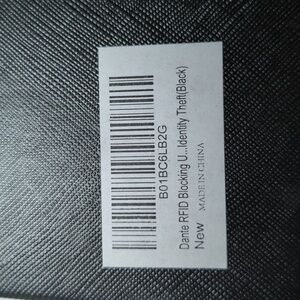 B01BC6LB2G
Dante RFID Blocking U...Identity Theft(Black)
New
MADE IN CHINA